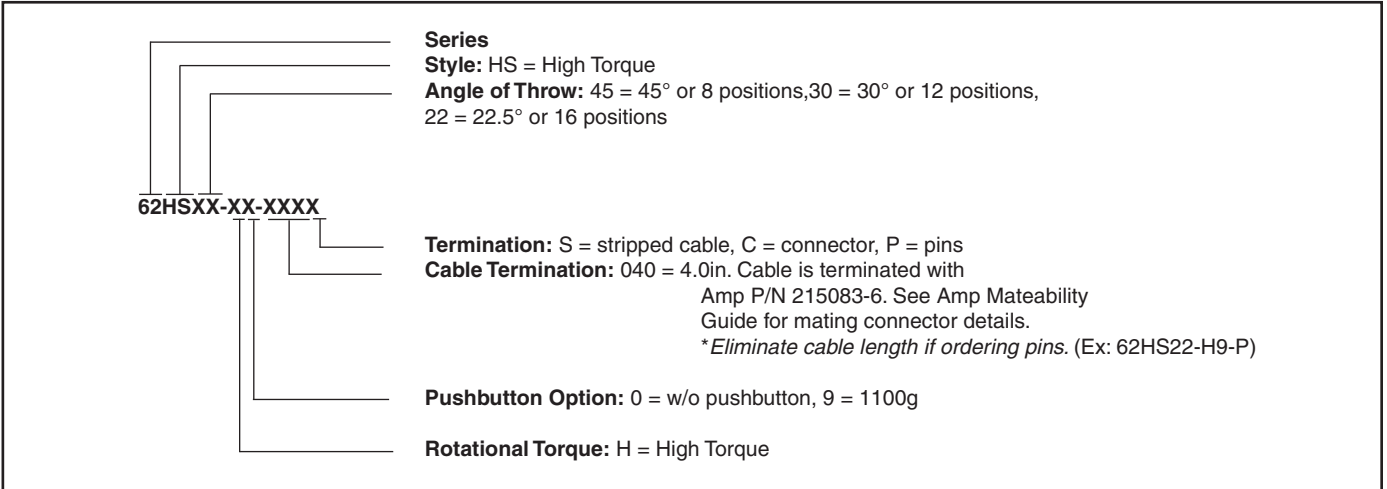 Series
Style: HS = High Torque
Angle of Throw: 45 = 45° or 8 positions,30 = 30° or 12 positions,
22 = 22.5° or 16 positions
62HSXX-XX-XXXX
Termination: S = stripped cable, C = connector, P = pins
Cable Termination: 040 = 4.0in. Cable is terminated with
Amp P/N 215083-6. See Amp Mateability
Guide for mating connector details.
*Eliminate cable length if ordering pins. (Ex: 62HS22-H9-P)
Pushbutton Option: 0 = w/o pushbutton, 9 = 1100g
Rotational Torque: H = High Torque